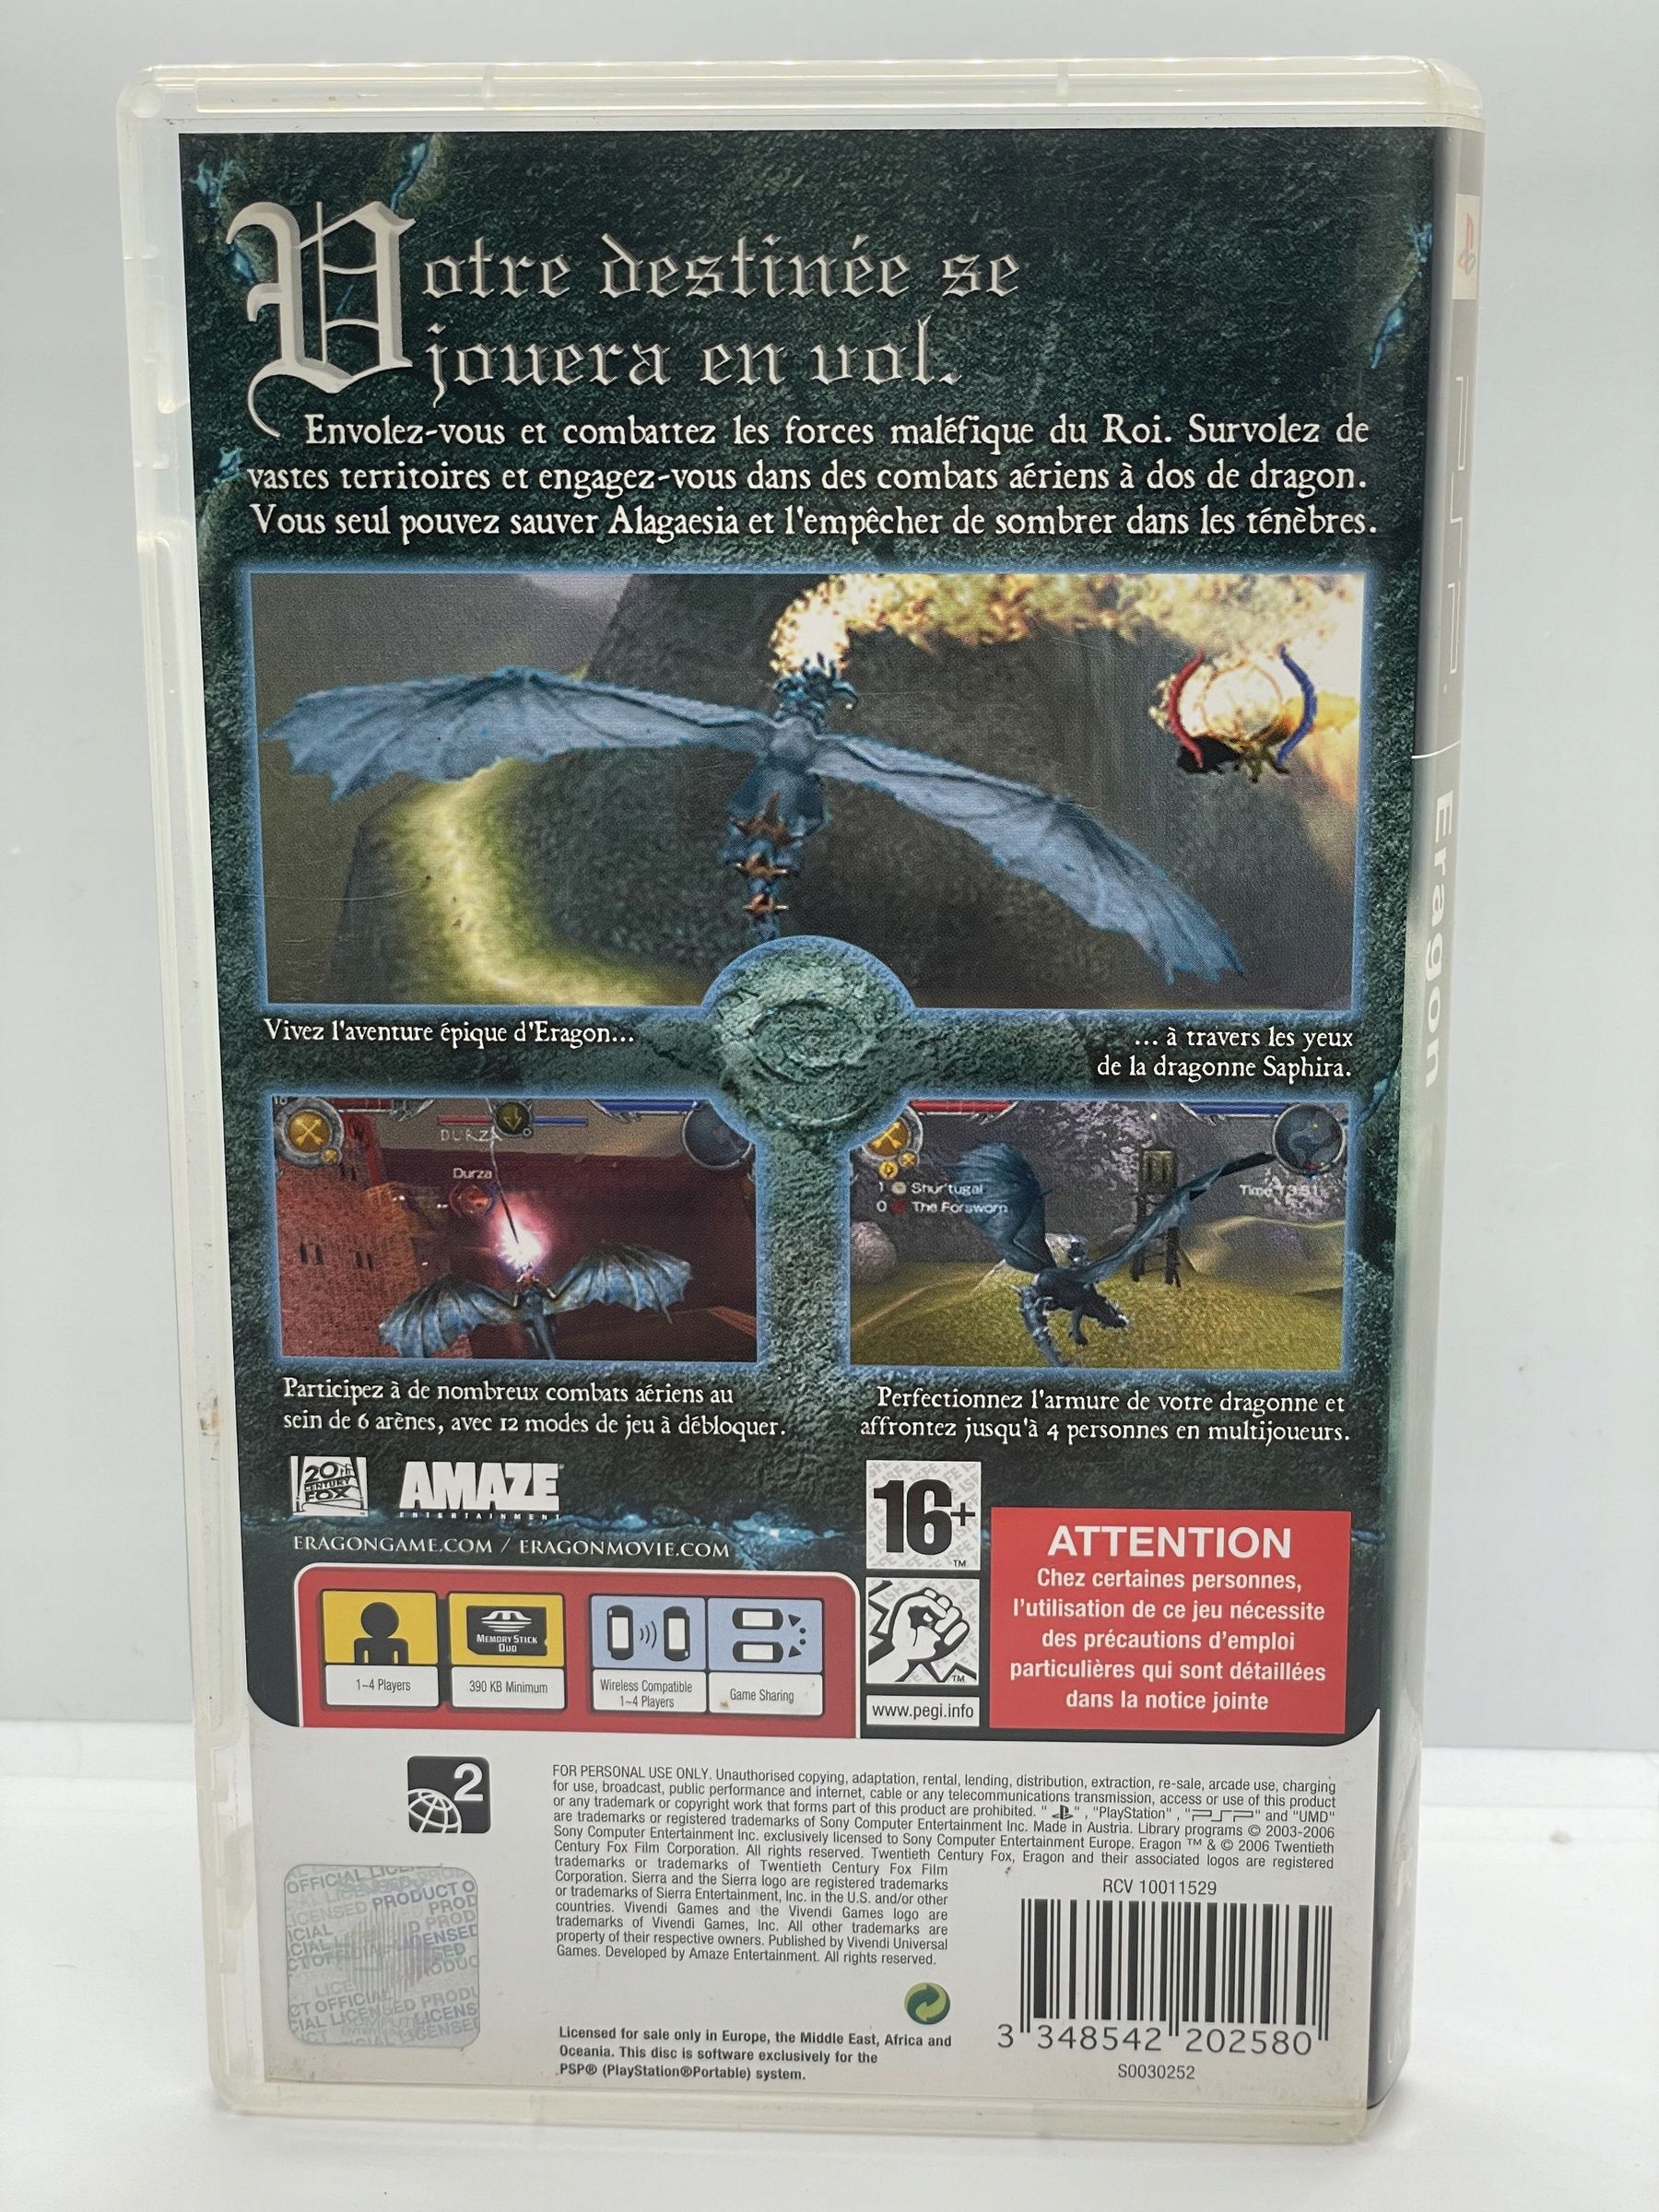 Votre destinée se
jouera en vol.
Envolez-vous et combattez les forces maléfique du Roi. Survolez de
vastes territoires et engagez-vous dans des combats aériens à dos de dragon.
Vous seul pouvez sauver Alagaesia et l'empêcher de sombrer dans les ténèbres.
Vivez l'aventure épique d'Eragon...
... à travers les yeux
de la dragonne Saphira.
DURZA
Durza
1 Shur'tugal
0 The Forsworn
Time
Participez à de nombreux combats aériens au
sein de 6 arènes, avec 12 modes de jeu à débloquer.
Perfectionnez l'armure de votre dragonne et
affrontez jusqu'à 4 personnes en multijoueurs.
20th
CENTURY
FOX
AMAZE
ENTERTAINMENT
ERAGONGAME.COM / ERAGONMOVIE.COM
16+
TM
TM
www.pegi.info
ATTENTION
Chez certaines personnes,
l'utilisation de ce jeu nécessite
des précautions d'emploi
particulières qui sont détaillées
dans la notice jointe
MEMORY STICK
DUO
1~4 Players
390 KB Minimum
Wireless Compatible
1~4 Players
Game Sharing
2
FOR PERSONAL USE ONLY. Unauthorised copying, adaptation, rental, lending, distribution, extraction, re-sale, arcade use, charging
for use, broadcast, public performance and internet, cable or any telecommunications transmission, access or use of this product
or any trademark or copyright work that forms part of this product are prohibited. " ", "PlayStation", "PSP" and "UMD"
are trademarks or registered trademarks of Sony Computer Entertainment Inc. Made in Austria. Library programs © 2003-2006
Sony Computer Entertainment Inc. exclusively licensed to Sony Computer Entertainment Europe. Eragon ™ & © 2006 Twentieth
Century Fox Film Corporation. All rights reserved. Twentieth Century Fox, Eragon and their associated logos are registered
trademarks or trademarks of Twentieth Century Fox Film
Corporation. Sierra and the Sierra logo are registered trademarks
or trademarks of Sierra Entertainment, Inc. in the U.S. and/or other
countries. Vivendi Games and the Vivendi Games logo are
trademarks of Vivendi Games, Inc. All other trademarks are
property of their respective owners. Published by Vivendi Universal
Games. Developed by Amaze Entertainment. All rights reserved.
Licensed for sale only in Europe, the Middle East, Africa and
Oceania. This disc is software exclusively for the
PSP® (PlayStation®Portable) system.
RCV 10011529
3 348542 202580
S0030252
PSP
Eragon